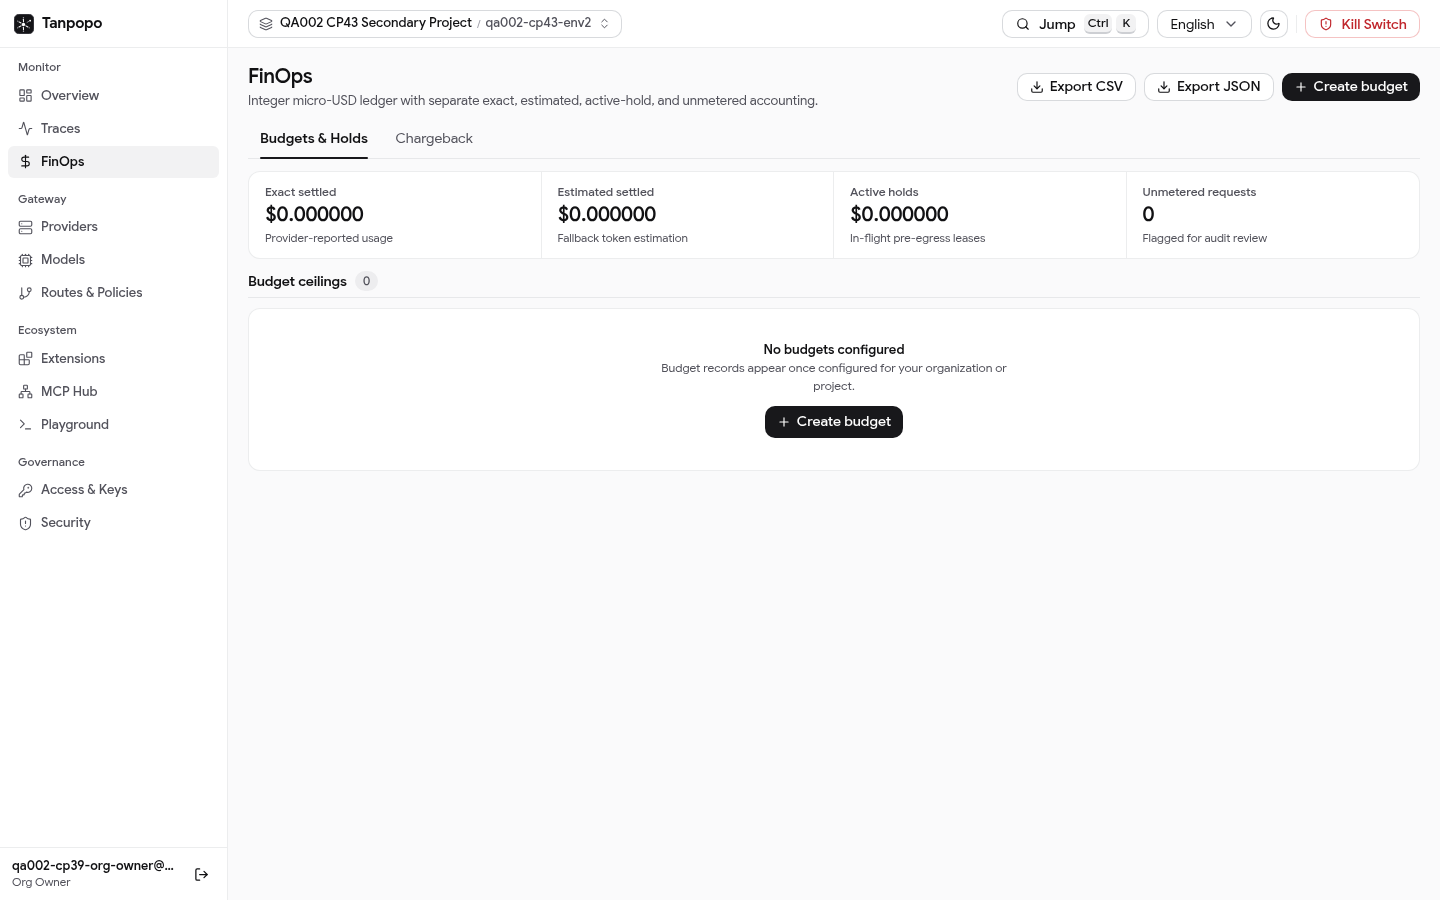 Tanpopo
QA002 CP43 Secondary Project / qa002-cp43-env2
Jump Ctrl K
English
Kill Switch
Monitor
Overview
Traces
FinOps
Gateway
Providers
Models
Routes & Policies
Ecosystem
Extensions
MCP Hub
Playground
Governance
Access & Keys
Security
qa002-cp39-org-owner@...
Org Owner
FinOps
Integer micro-USD ledger with separate exact, estimated, active-hold, and unmetered accounting.
Export CSV
Export JSON
+ Create budget
Budgets & Holds
Chargeback
Exact settled
$0.000000
Provider-reported usage
Estimated settled
$0.000000
Fallback token estimation
Active holds
$0.000000
In-flight pre-egress leases
Unmetered requests
0
Flagged for audit review
Budget ceilings 0
No budgets configured
Budget records appear once configured for your organization or
project.
+ Create budget